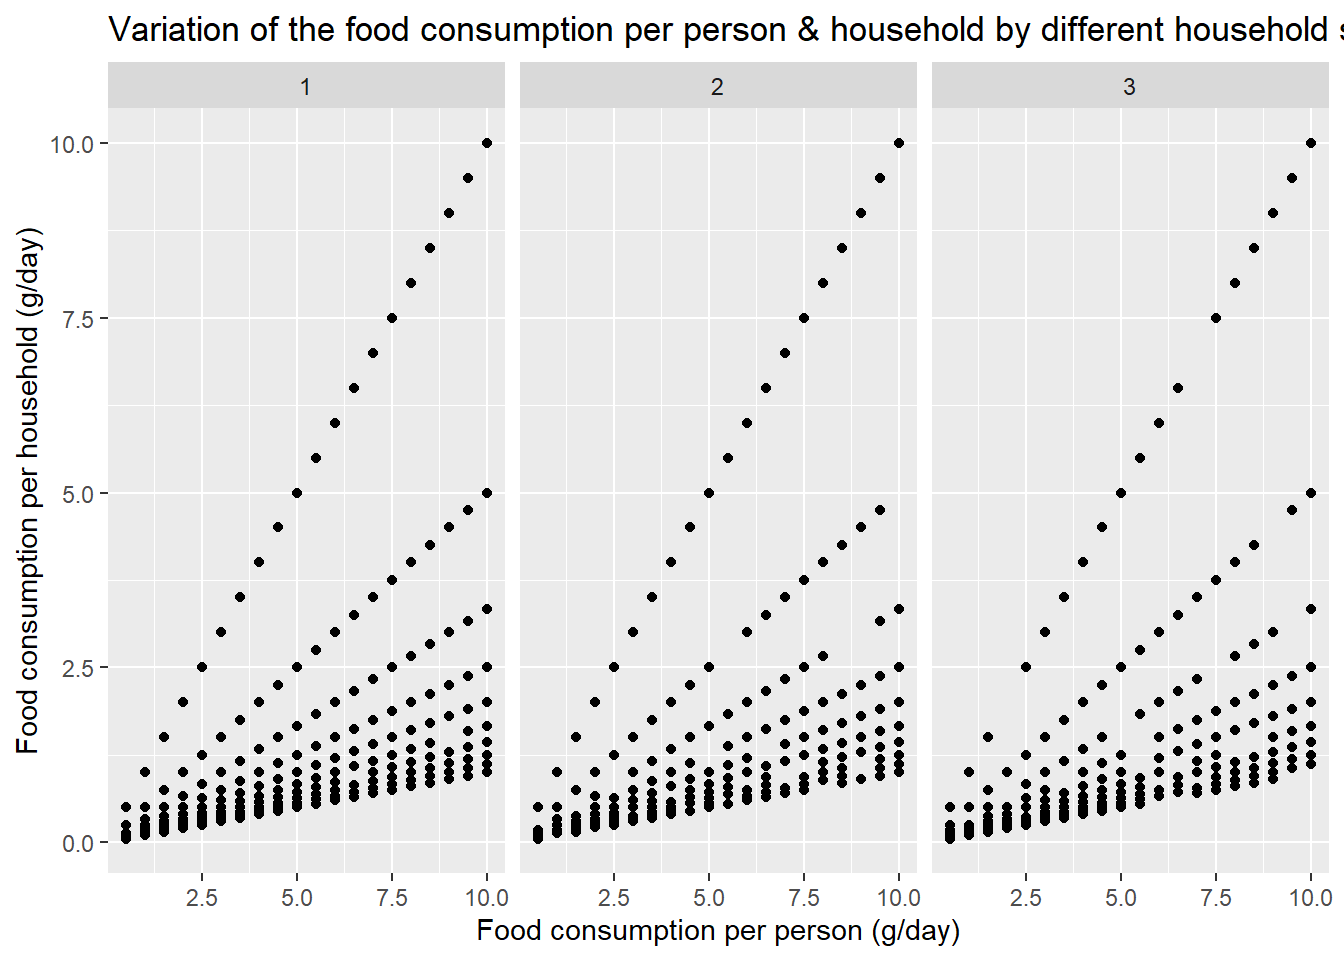 Variation of the food consumption per person & household by different household
1 2 3
10.0
7.5
5.0
2.5
0.0
Food consumption per household (g/day)
2.5 5.0 7.5 10.0 2.5 5.0 7.5 10.0 2.5 5.0 7.5 10.0
Food consumption per person (g/day)